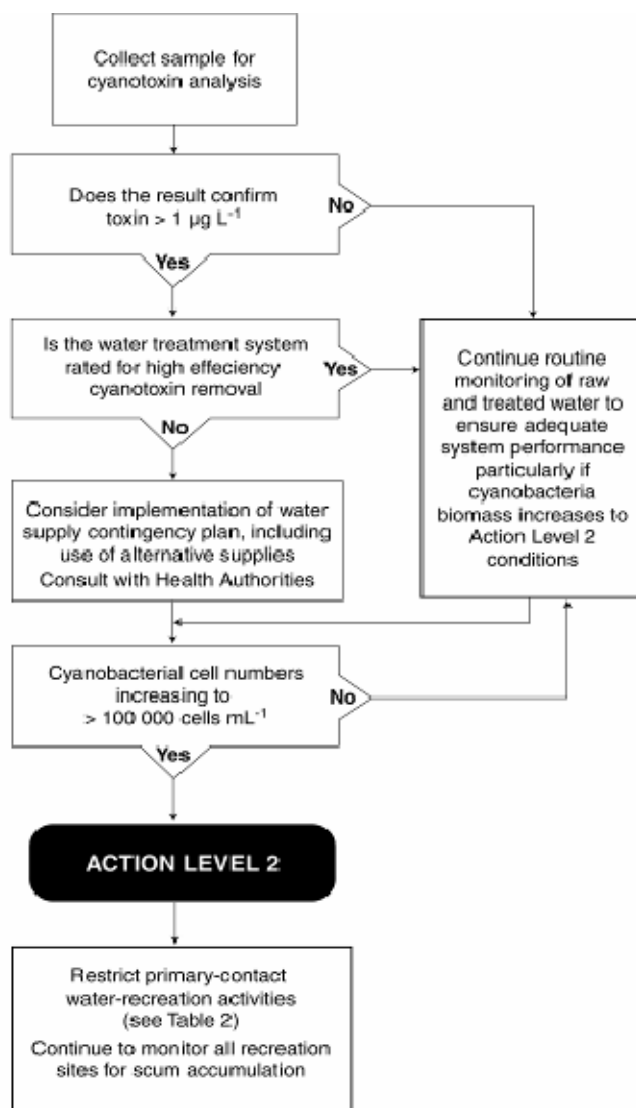 Collect sample for
cyanotoxin analysis
Does the result confirm
toxin > 1 µg L⁻¹
No
Yes
Is the water treatment system
rated for high effeciency
cyanotoxin removal
Yes
No
Continue routine
monitoring of raw
and treated water to
ensure adequate
system performance
particularly if
cyanobacteria
biomass increases to
Action Level 2
conditions
Consider implementation of water
supply contingency plan, including
use of alternative supplies
Consult with Health Authorities
Cyanobacterial cell numbers
increasing to
> 100 000 cells mL⁻¹
No
Yes
ACTION LEVEL 2
Restrict primary-contact
water-recreation activities
(see Table 2)
Continue to monitor all recreation
sites for scum accumulation